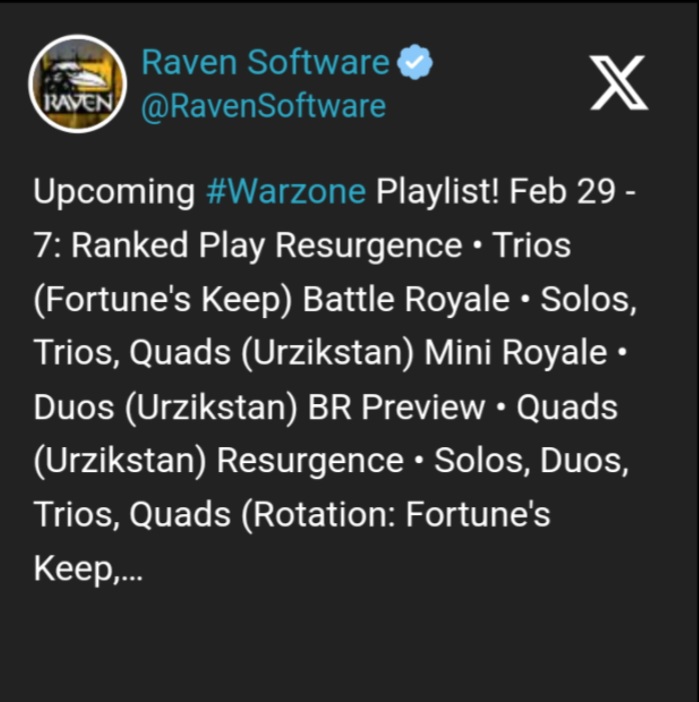 Raven Software
@RavenSoftware
RAVEN
X
Upcoming #Warzone Playlist! Feb 29 -
7: Ranked Play Resurgence • Trios
(Fortune's Keep) Battle Royale • Solos,
Trios, Quads (Urzikstan) Mini Royale •
Duos (Urzikstan) BR Preview • Quads
(Urzikstan) Resurgence • Solos, Duos,
Trios, Quads (Rotation: Fortune's
Keep,...